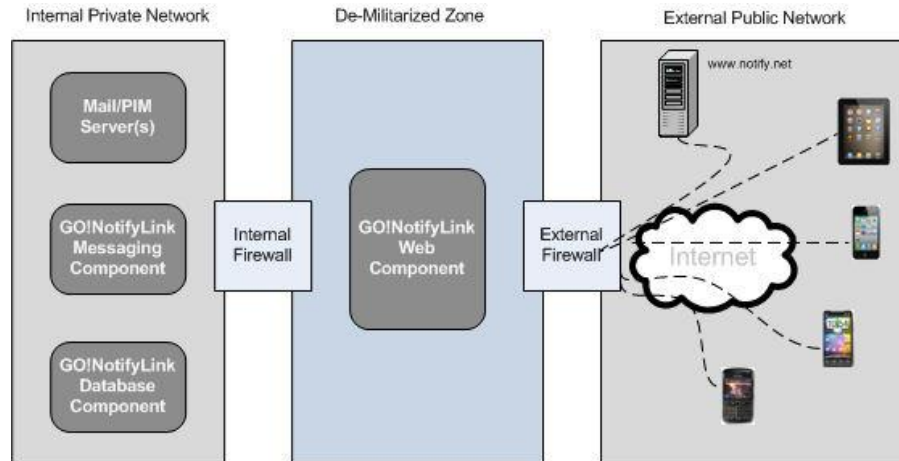 Internal Private Network
De-Militarized Zone
External Public Network
Mail/PIM
Server(s)
GO!NotifyLink
Messaging
Component
GO!NotifyLink
Database
Component
Internal
Firewall
GO!NotifyLink
Web
Component
External
Firewall
www.notify.net
Internet